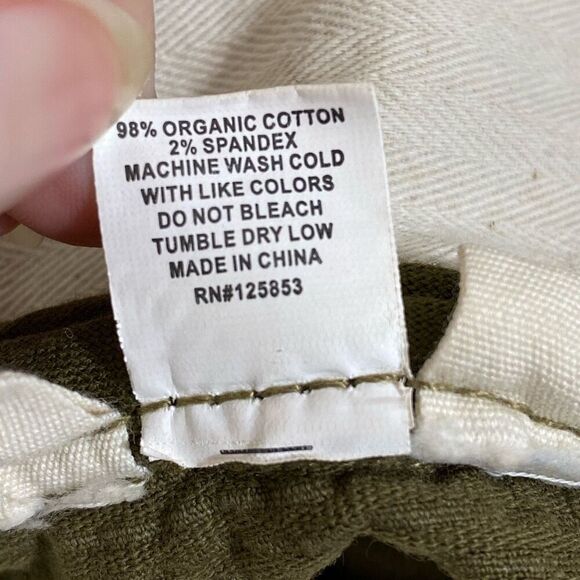 98% ORGANIC COTTON
2% SPANDEX
MACHINE WASH COLD
WITH LIKE COLORS
DO NOT BLEACH
TUMBLE DRY LOW
MADE IN CHINA
RN#125853